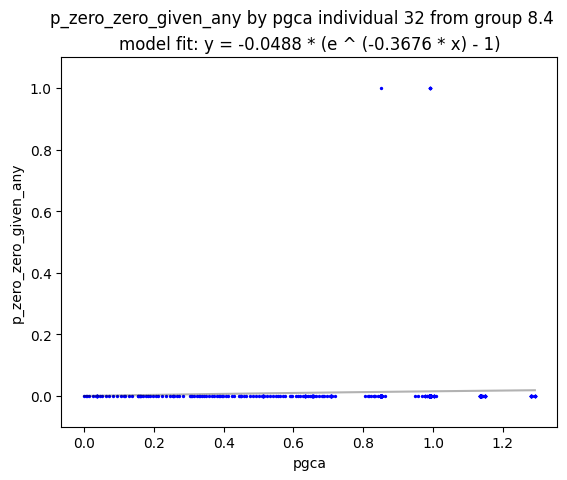 p_zero_zero_given_any by pgca individual 32 from group 8.4
model fit: y = -0.0488 * (e ^ (-0.3676 * x) - 1)
1.0
0.8
0.6
0.4
0.2
0.0
p_zero_zero_given_any
0.0 0.2 0.4 0.6 0.8 1.0 1.2
pgca